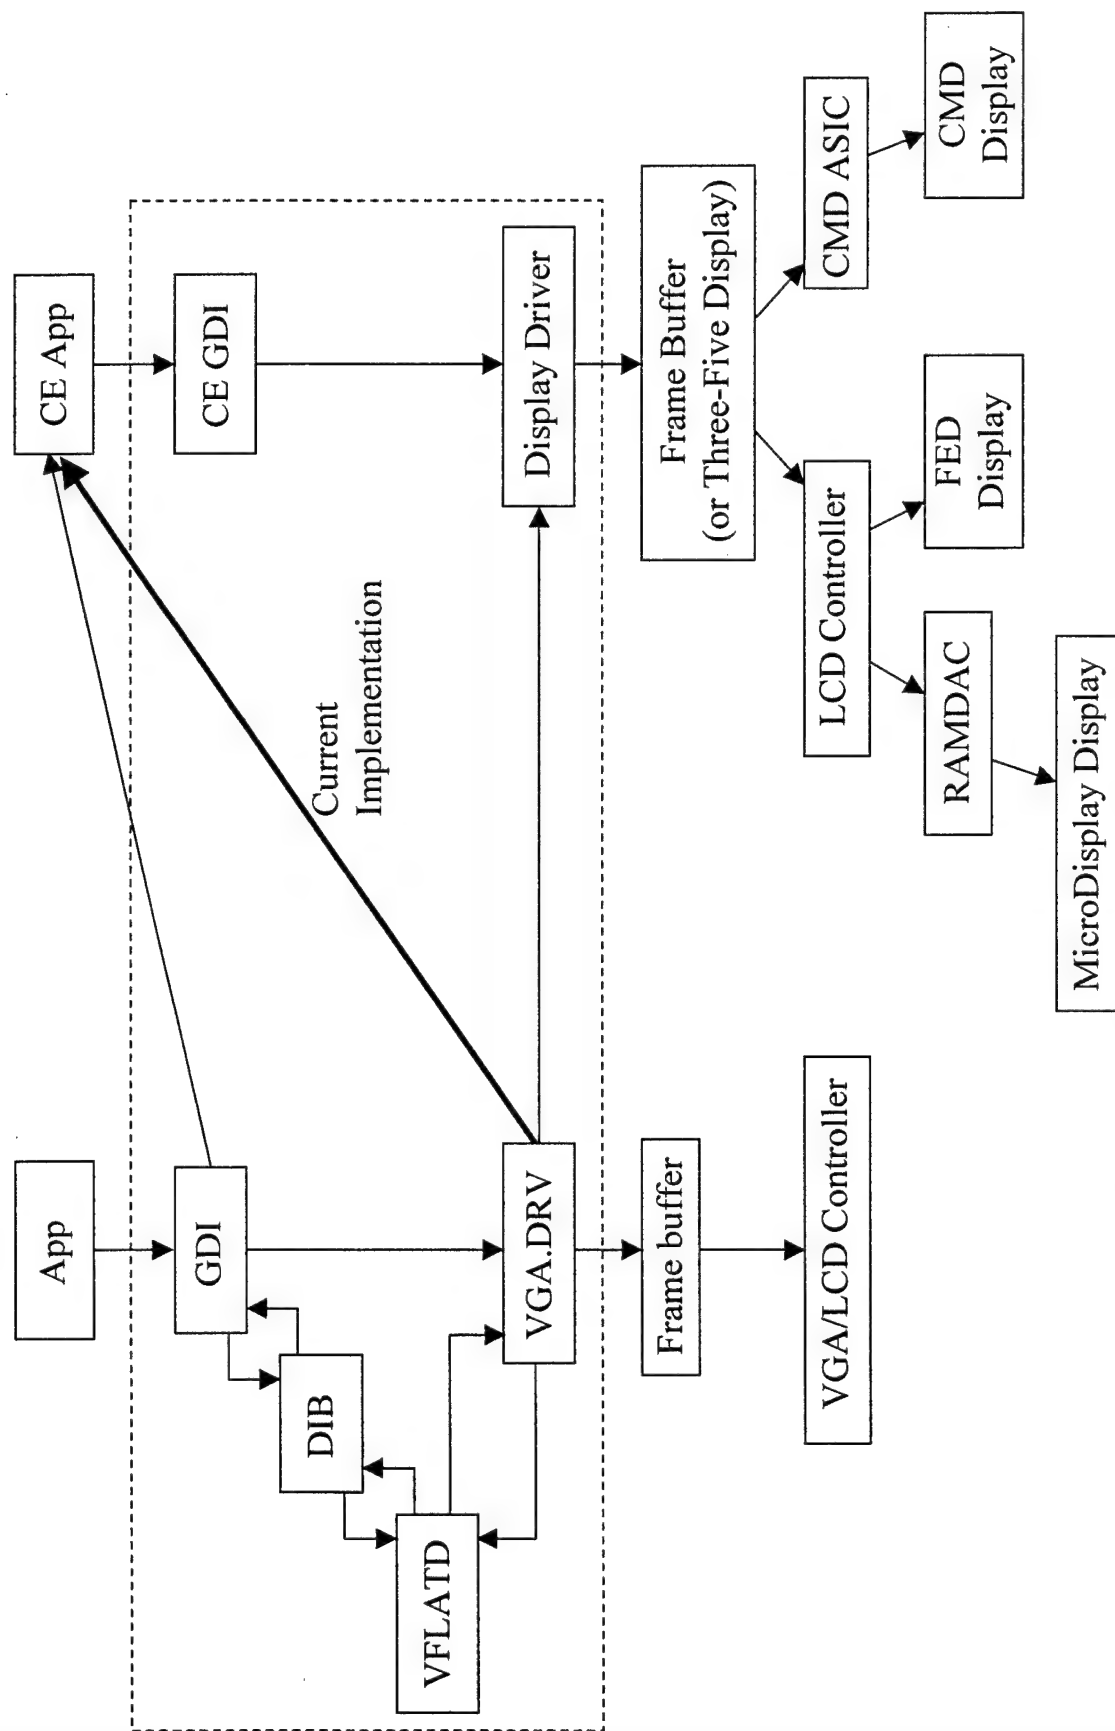 App
CE App
GDI
CE GDI
DIB
Current
Implementation
VFLATD
VGA.DRV
Display Driver
Frame buffer
Frame Buffer
(or Three-Five Display)
VGA/LCD Controller
LCD Controller
CMD ASIC
RAMDAC
FED
Display
CMD
Display
MicroDisplay Display